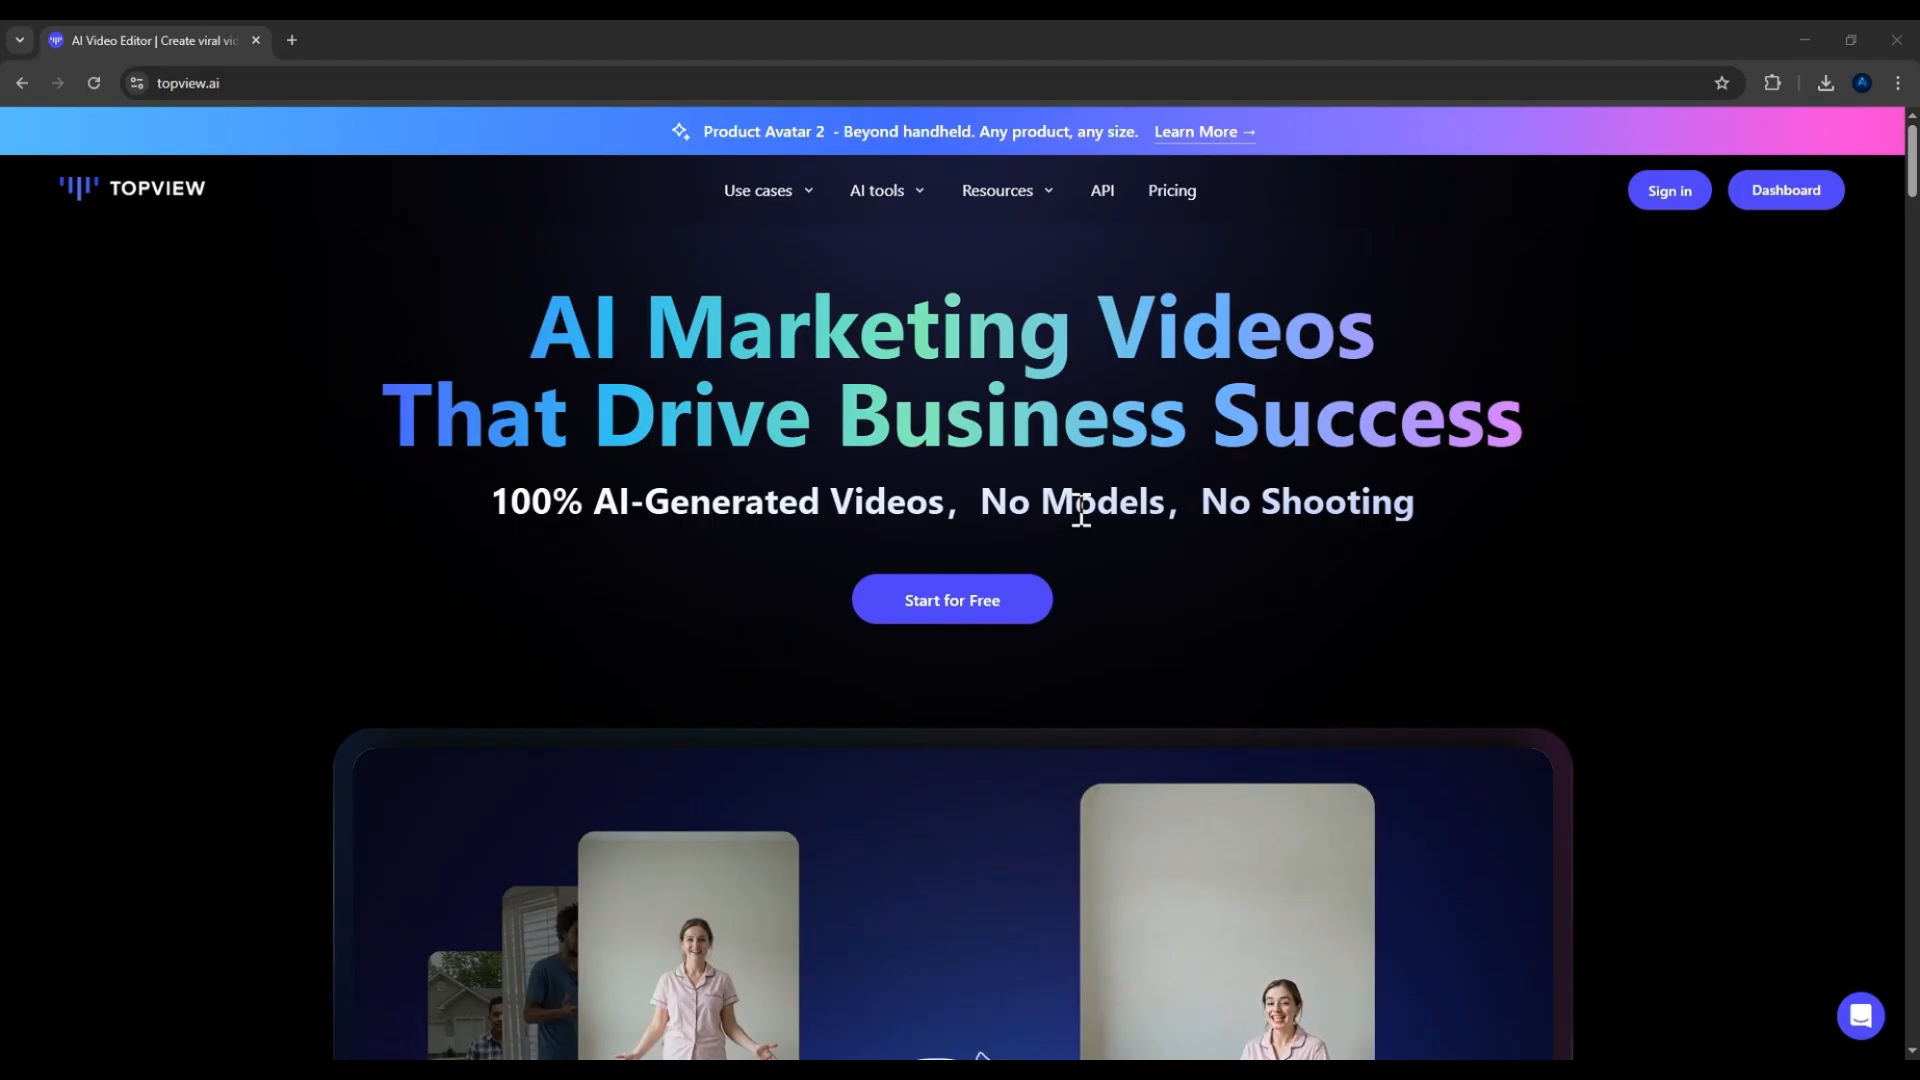 AI Video Editor | Create viral vid
topview.ai
Product Avatar 2 - Beyond handheld. Any product, any size. Learn More →
TOPVIEW
Use cases AI tools Resources API Pricing Sign in Dashboard
AI Marketing Videos
That Drive Business Success
100% AI-Generated Videos，No Models，No Shooting
Start for Free